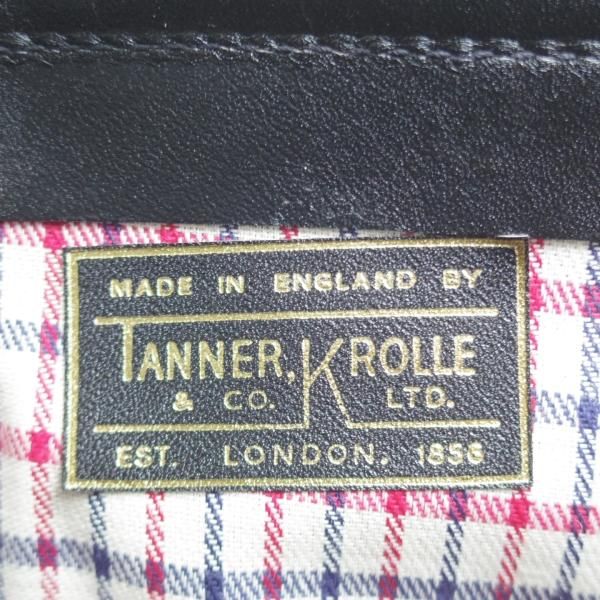 MADE IN ENGLAND BY
TANNER, KROLLE
& CO. LTD.
EST. LONDON. 1856